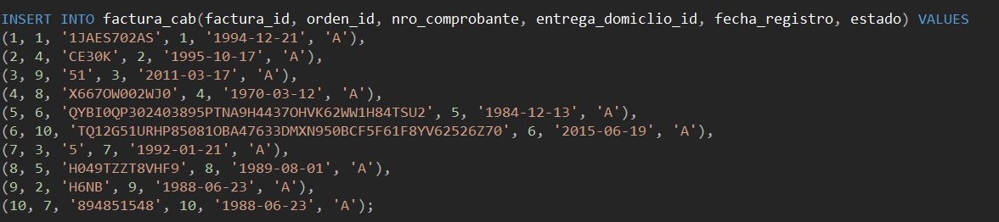 INSERT INTO factura_cab(factura_id, orden_id, nro_comprobante, entrega_domiclio_id, fecha_registro, estado) VALUES
(1, 1, '1JAES702AS', 1, '1994-12-21', 'A'),
(2, 4, 'CE30K', 2, '1995-10-17', 'A'),
(3, 9, '51', 3, '2011-03-17', 'A'),
(4, 8, 'X667OW002WJ0', 4, '1970-03-12', 'A'),
(5, 6, 'QYBI0QP302403895PTNA9H4437OHVK62WW1H84TSU2', 5, '1984-12-13', 'A'),
(6, 10, 'TQ12G51URHP85081OBA47633DMXN950BCF5F61F8YV62526Z70', 6, '2015-06-19', 'A'),
(7, 3, '5', 7, '1992-01-21', 'A'),
(8, 5, 'H049TZZT8VHF9', 8, '1989-08-01', 'A'),
(9, 2, 'H6NB', 9, '1988-06-23', 'A'),
(10, 7, '894851548', 10, '1988-06-23', 'A');